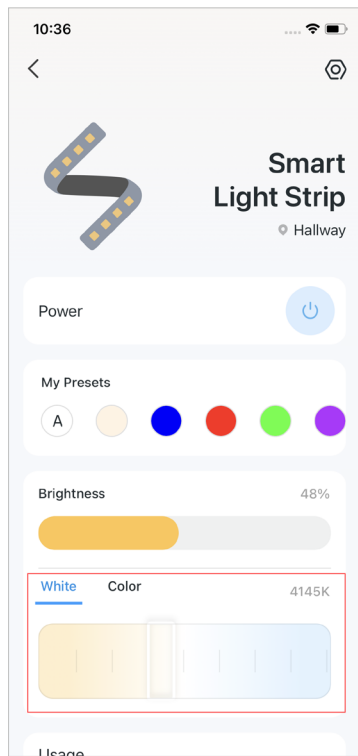 10:36
Smart
Light Strip
Hallway
Power
My Presets
A
Brightness 48%
White Color 4145K
Usage